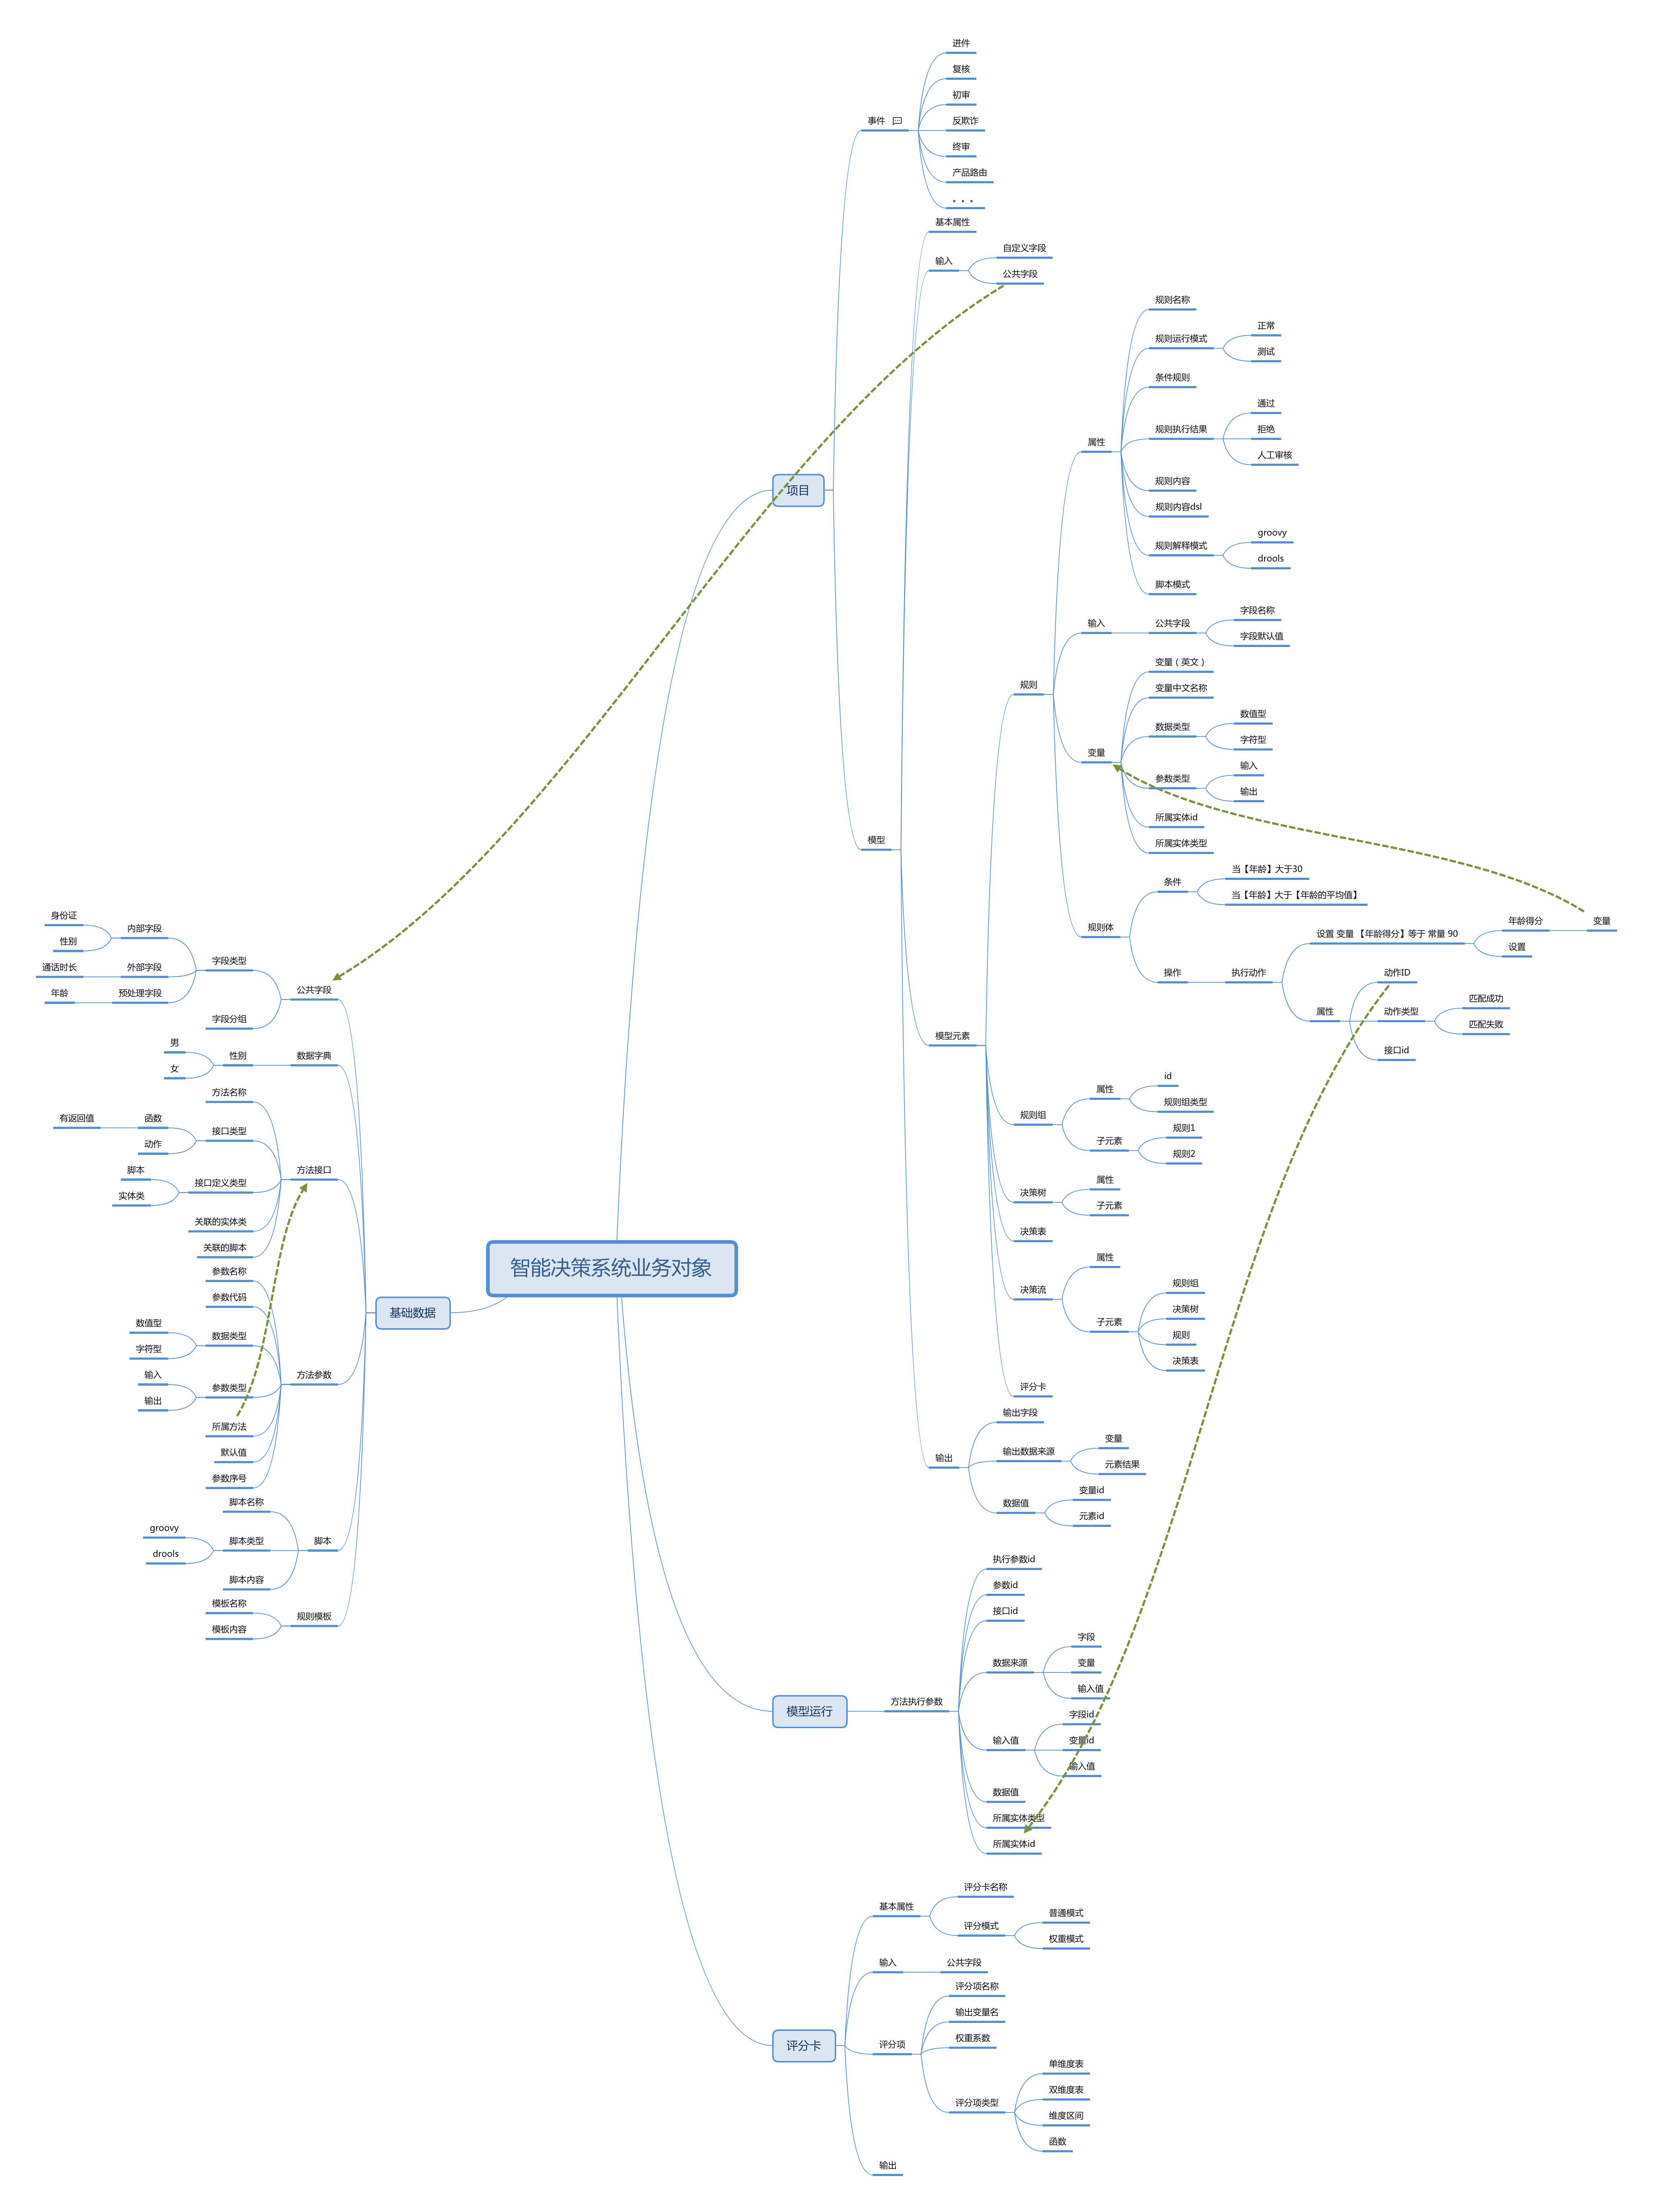 智能决策系统业务对象
项目
事件
进件
复核
初审
反欺诈
终审
产品路由
。。。
模型
基本属性
输入
自定义字段
公共字段
模型元素
规则
属性
规则名称
规则运行模式
正常
测试
条件规则
规则执行结果
通过
拒绝
人工审核
规则内容
规则内容dsl
规则解释模式
groovy
drools
脚本模式
输入
公共字段
字段名称
字段默认值
变量
变量（英文）
变量中文名称
数据类型
数值型
字符型
参数类型
输入
输出
所属实体id
所属实体类型
规则体
条件
当【年龄】大于30
当【年龄】大于【年龄的平均值】
操作
执行动作
设置 变量 【年龄得分】等于 常量 90
年龄得分
变量
设置
属性
动作ID
动作类型
匹配成功
匹配失败
接口id
规则组
属性
id
规则组类型
子元素
规则1
规则2
决策树
属性
子元素
决策表
决策流
属性
子元素
规则组
决策树
规则
决策表
评分卡
输出
输出字段
输出数据来源
变量
元素结果
数据值
变量id
元素id
模型运行
方法执行参数
执行参数id
参数id
接口id
数据来源
字段
变量
输入值
输入值
字段id
变量id
输入值
数据值
所属实体类型
所属实体id
评分卡
基本属性
评分卡名称
评分模式
普通模式
权重模式
输入
公共字段
评分项
评分项名称
输出变量名
权重系数
评分项类型
单维度表
双维度表
维度区间
函数
输出
基础数据
公共字段
字段类型
内部字段
身份证
性别
外部字段
通话时长
预处理字段
年龄
字段分组
数据字典
性别
男
女
方法接口
方法名称
接口类型
函数
有返回值
动作
接口定义类型
脚本
实体类
关联的实体类
关联的脚本
方法参数
参数名称
参数代码
数据类型
数值型
字符型
参数类型
输入
输出
所属方法
默认值
参数序号
脚本
脚本名称
脚本类型
groovy
drools
脚本内容
规则模板
模板名称
模板内容